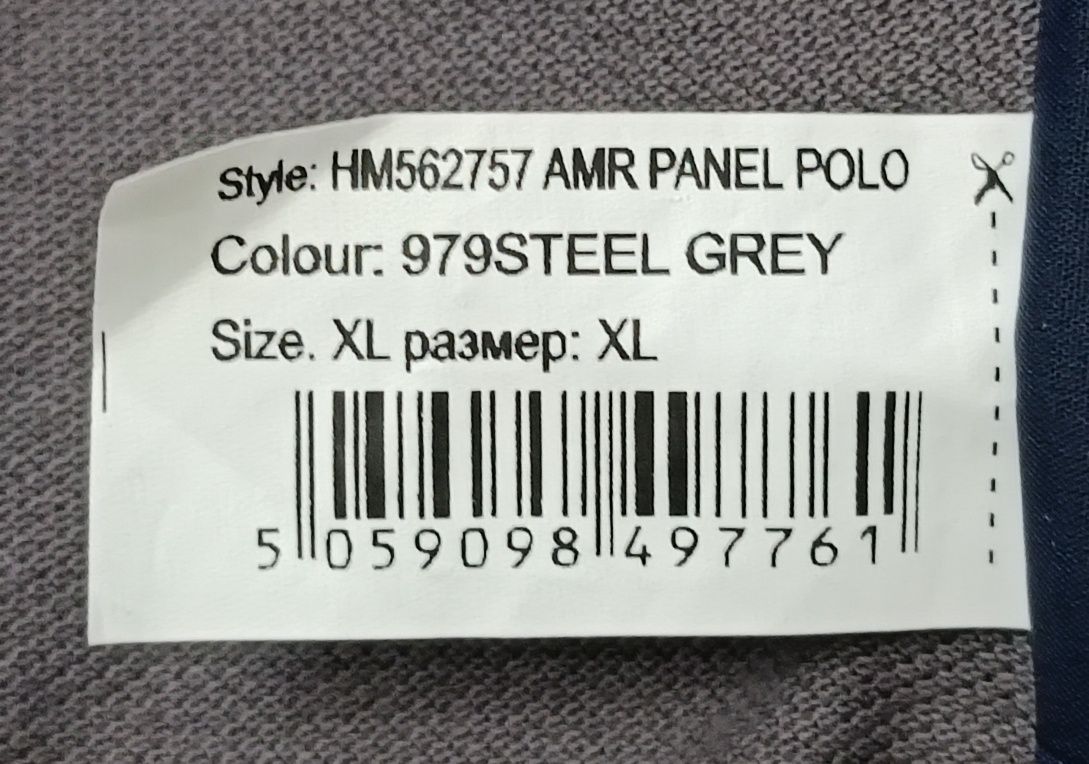 Style: HM562757 AMR PANEL POLO
Colour: 979STEEL GREY
Size. XL размер: XL
5 059098 497761